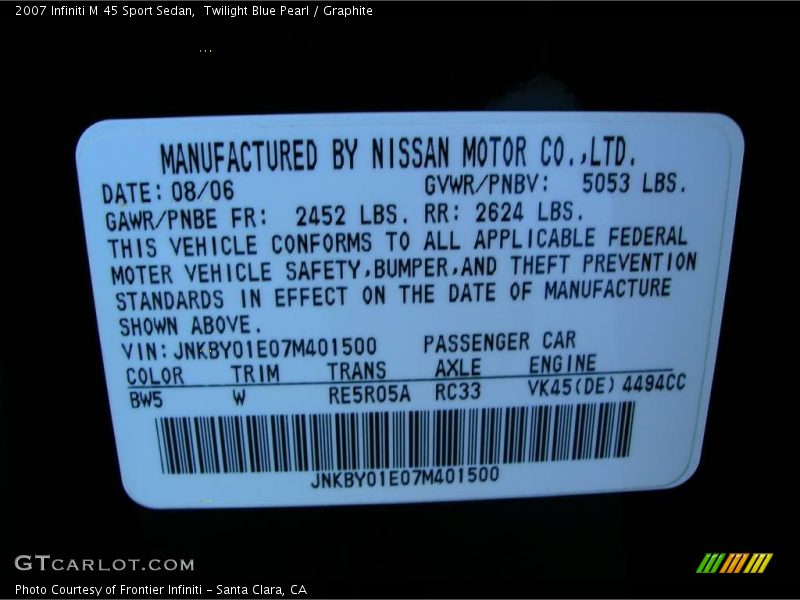 2007 Infiniti M 45 Sport Sedan,  Twilight Blue Pearl / Graphite
...
MANUFACTURED BY NISSAN MOTOR CO.,LTD.
DATE: 08/06 GVWR/PNBV: 5053 LBS.
GAWR/PNBE FR: 2452 LBS. RR: 2624 LBS.
THIS VEHICLE CONFORMS TO ALL APPLICABLE FEDERAL
MOTER VEHICLE SAFETY,BUMPER,AND THEFT PREVENTION
STANDARDS IN EFFECT ON THE DATE OF MANUFACTURE
SHOWN ABOVE.
VIN: JNKBY01E07M401500 PASSENGER CAR
COLOR TRIM TRANS AXLE ENGINE
BW5 W RE5R05A RC33 VK45(DE) 4494CC
JNKBY01E07M401500
GTCARLOT.COM
Photo Courtesy of Frontier Infiniti - Santa Clara, CA